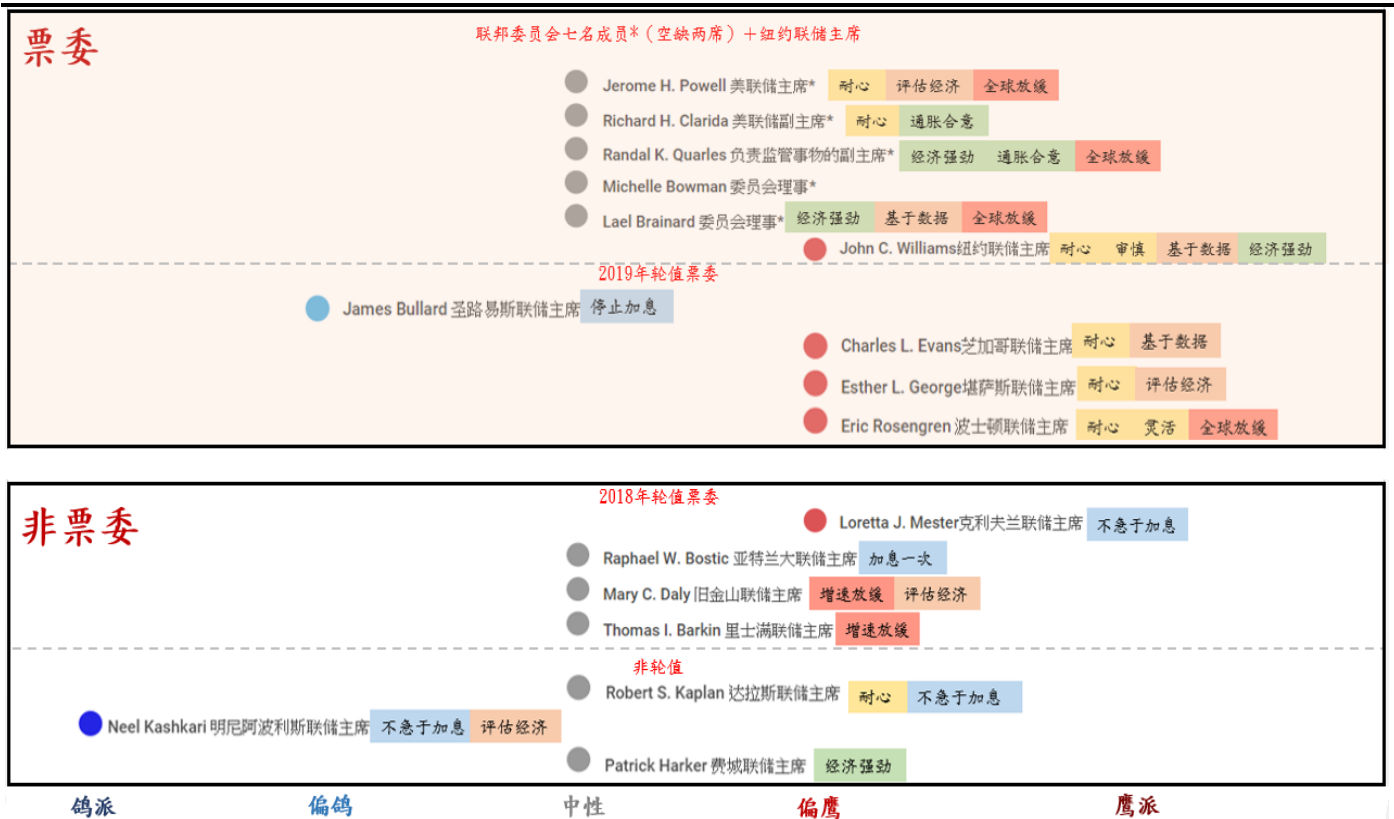 票委
联邦委员会七名成员*（空缺两席）＋纽约联储主席
Jerome H. Powell 美联储主席* 耐心 评估经济 全球放缓
Richard H. Clarida 美联储副主席* 耐心 通胀合意
Randal K. Quarles 负责监管事物的副主席* 经济强劲 通胀合意 全球放缓
Michelle Bowman 委员会理事*
Lael Brainard 委员会理事* 经济强劲 基于数据 全球放缓
John C. Williams纽约联储主席 耐心 审慎 基于数据 经济强劲
2019年轮值票委
James Bullard 圣路易斯联储主席 停止加息
Charles L. Evans芝加哥联储主席 耐心 基于数据
Esther L. George堪萨斯联储主席 耐心 评估经济
Eric Rosengren 波士顿联储主席 耐心 灵活 全球放缓
非票委
2018年轮值票委
Loretta J. Mester克利夫兰联储主席 不急于加息
Raphael W. Bostic 亚特兰大联储主席 加息一次
Mary C. Daly 旧金山联储主席 增速放缓 评估经济
Thomas I. Barkin 里士满联储主席 增速放缓
非轮值
Robert S. Kaplan 达拉斯联储主席 耐心 不急于加息
Neel Kashkari 明尼阿波利斯联储主席 不急于加息 评估经济
Patrick Harker 费城联储主席 经济强劲
鸽派 偏鸽 中性 偏鹰 鹰派